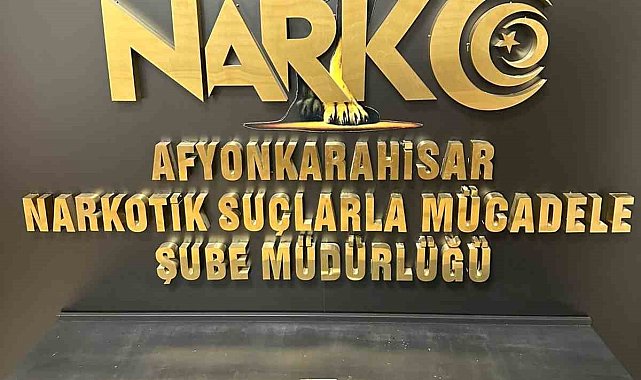 NARKO
AFYONKARAHİSAR
NARKOTİK SUÇLARLA MÜCADELE
ŞUBE MÜDÜRLÜĞÜ